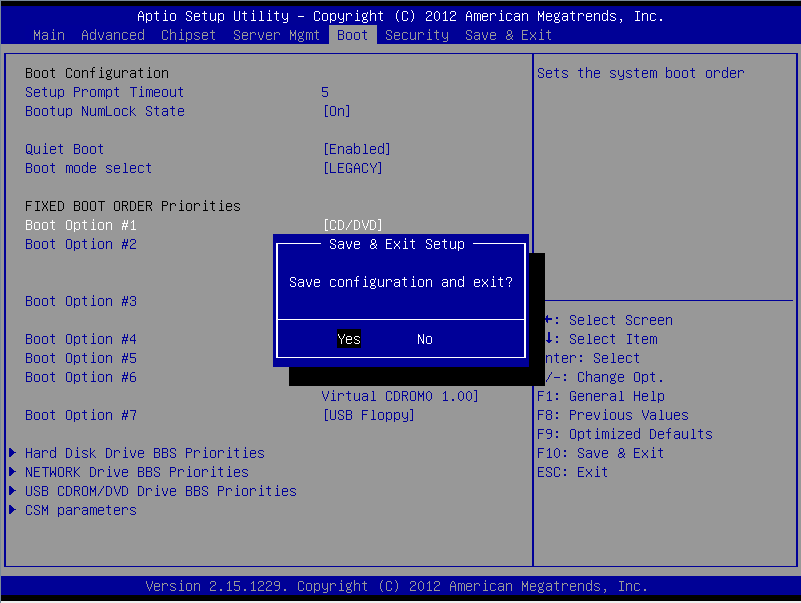 Aptio Setup Utility – Copyright (C) 2012 American Megatrends, Inc.
Main Advanced Chipset Server Mgmt Boot Security Save & Exit
Boot Configuration
Setup Prompt Timeout 5
Bootup NumLock State [On]
Quiet Boot [Enabled]
Boot mode select [LEGACY]
FIXED BOOT ORDER Priorities
Boot Option #1 [CD/DVD]
Boot Option #2
Boot Option #3
Boot Option #4
Boot Option #5
Boot Option #6
Virtual CDROM0 1.00]
Boot Option #7 [USB Floppy]
Hard Disk Drive BBS Priorities
NETWORK Drive BBS Priorities
USB CDROM/DVD Drive BBS Priorities
CSM parameters
Save & Exit Setup
Save configuration and exit?
Yes No
Sets the system boot order
: Select Screen
: Select Item
nter: Select
/-: Change Opt.
F1: General Help
F8: Previous Values
F9: Optimized Defaults
F10: Save & Exit
ESC: Exit
Version 2.15.1229. Copyright (C) 2012 American Megatrends, Inc.